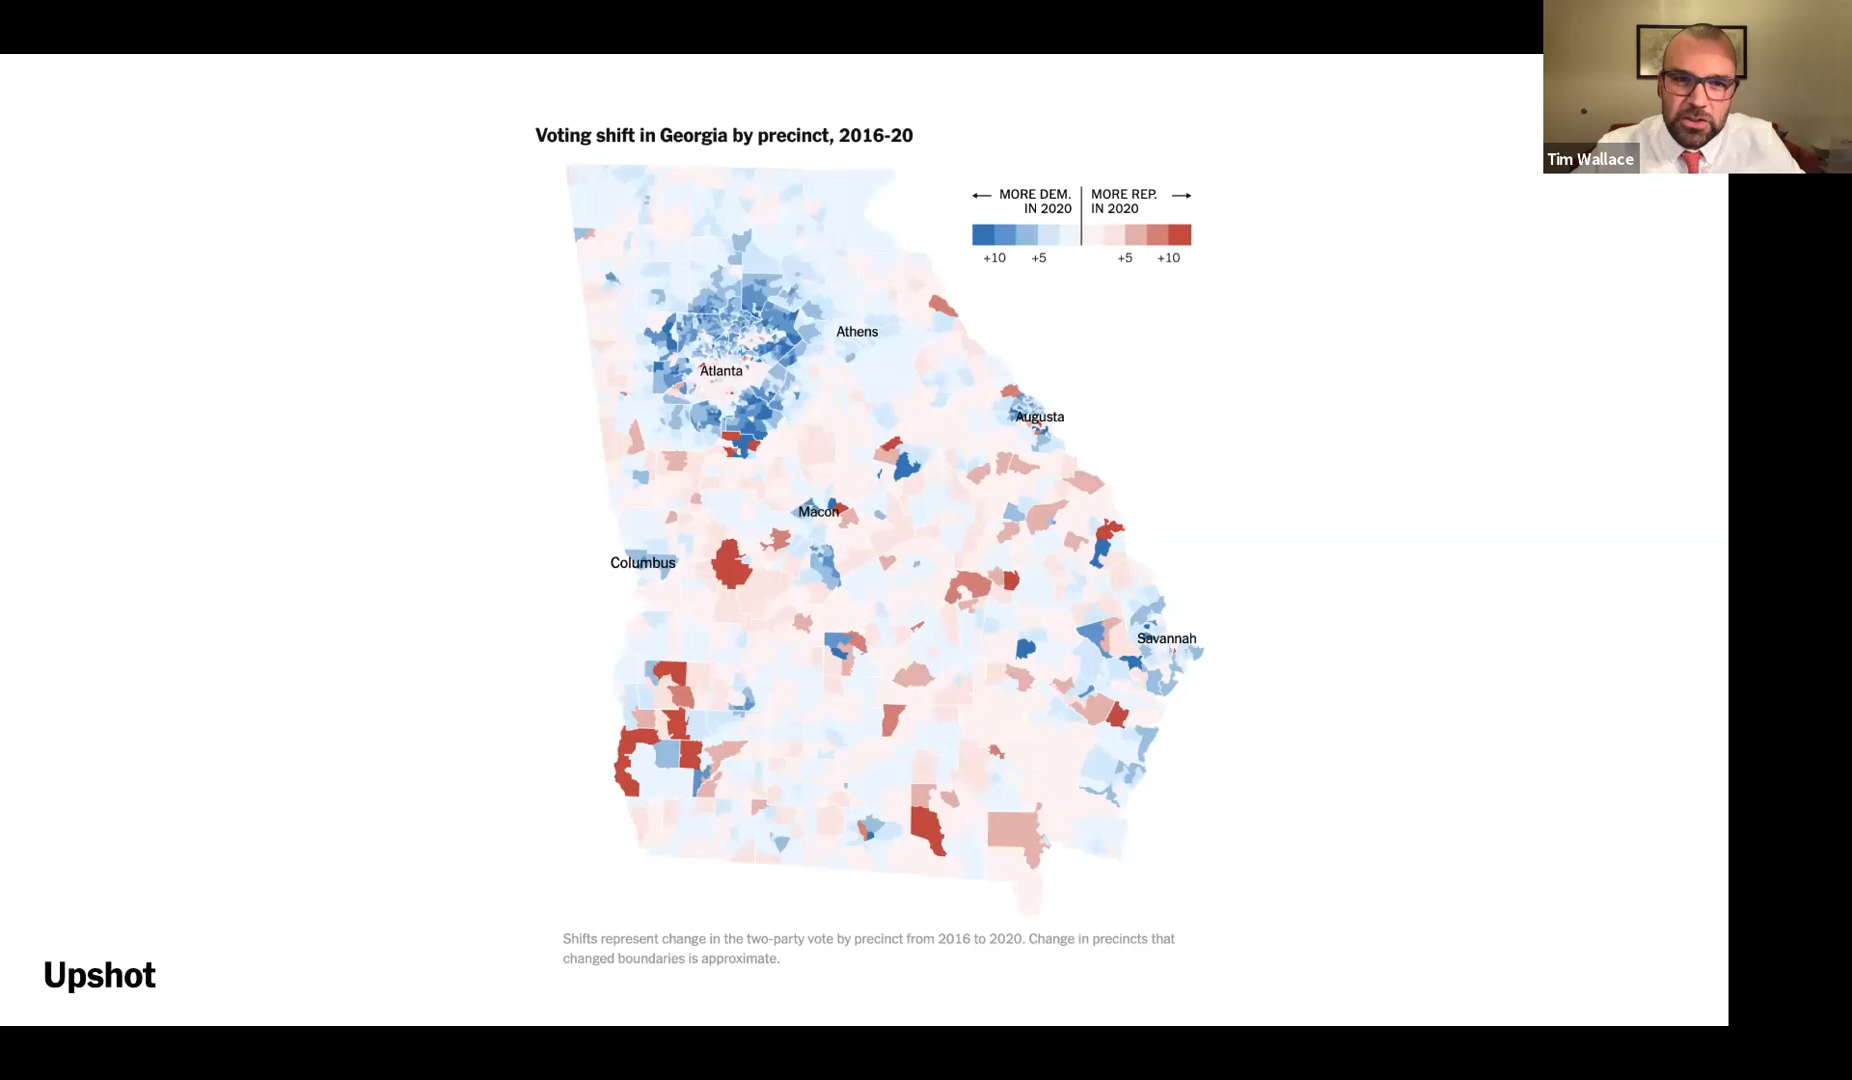 Tim Wallace
Voting shift in Georgia by precinct, 2016-20
MORE DEM.
IN 2020
MORE REP.
IN 2020
+10
+5
+5
+10
Athens
Atlanta
Augusta
Macon
Columbus
Savannah
Shifts represent change in the two-party vote by precinct from 2016 to 2020. Change in precincts that
changed boundaries is approximate.
Upshot